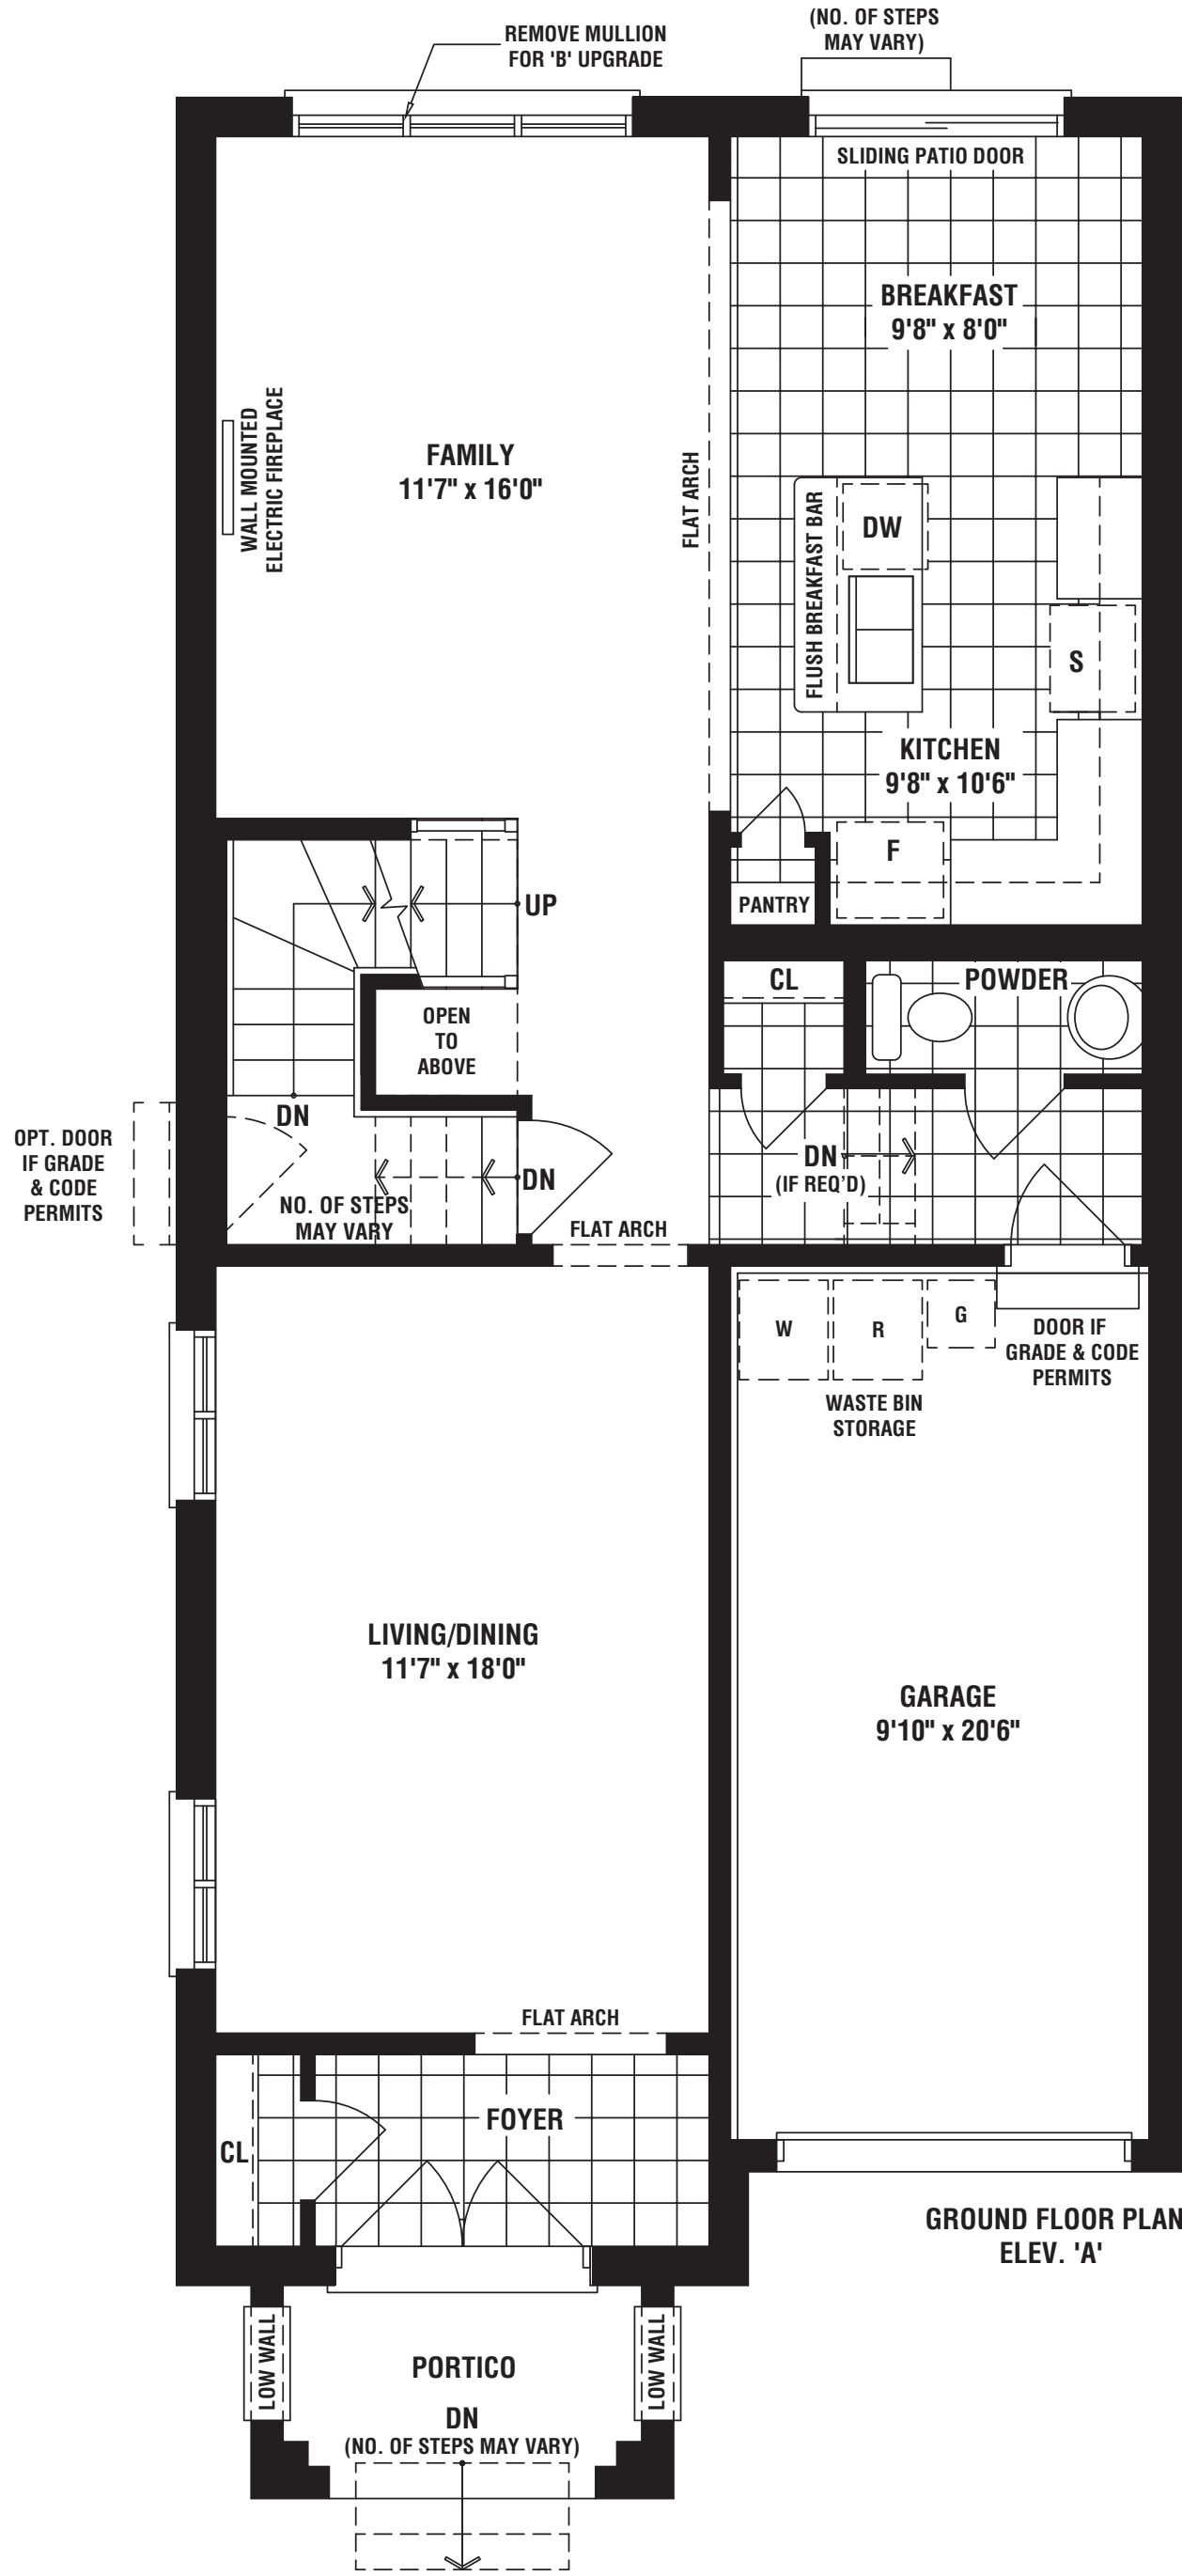 (NO. OF STEPS
MAY VARY)
REMOVE MULLION
FOR 'B' UPGRADE
SLIDING PATIO DOOR
BREAKFAST
9'8" x 8'0"
WALL MOUNTED
ELECTRIC FIREPLACE
FAMILY
11'7" x 16'0"
FLAT ARCH
FLUSH BREAKFAST BAR
DW
S
KITCHEN
9'8" x 10'6"
F
PANTRY
UP
OPEN
TO
ABOVE
CL
POWDER
DN
OPT. DOOR
IF GRADE
& CODE
PERMITS
DN
NO. OF STEPS
MAY VARY
DN
(IF REQ'D)
FLAT ARCH
W
R
G
DOOR IF
GRADE & CODE
PERMITS
WASTE BIN
STORAGE
LIVING/DINING
11'7" x 18'0"
GARAGE
9'10" x 20'6"
FLAT ARCH
FOYER
CL
GROUND FLOOR PLAN
ELEV. 'A'
LOW WALL
PORTICO
LOW WALL
DN
(NO. OF STEPS MAY VARY)